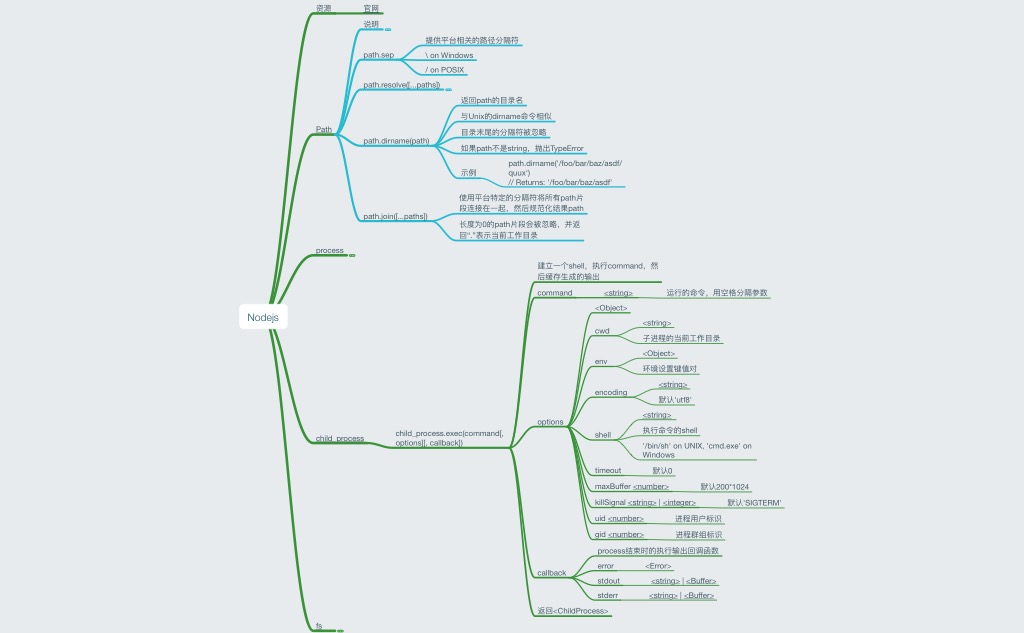 资源
官网
说明
path.sep
提供平台相关的路径分隔符
\ on Windows
/ on POSIX
path.resolve([...paths])
Path
path.dirname(path)
返回path的目录名
与Unix的dirname命令相似
目录末尾的分隔符被忽略
如果path不是string，抛出TypeError
示例
path.dirname('/foo/bar/baz/asdf/
quux')
// Returns: '/foo/bar/baz/asdf'
path.join([...paths])
使用平台特定的分隔符将所有path片
段连接在一起，然后规范化结果path
长度为0的path片段会被忽略，并返
回"."表示当前工作目录
process
Nodejs
child_process
child_process.exec(command[,
options][, callback])
建立一个shell，执行command，然
后缓存生成的输出
command
<string>
运行的命令，用空格分隔参数
options
<Object>
cwd
<string>
子进程的当前工作目录
env
<Object>
环境设置键值对
encoding
<string>
默认'utf8'
shell
<string>
执行命令的shell
'/bin/sh' on UNIX, 'cmd.exe' on
Windows
timeout
默认0
maxBuffer <number>
默认200*1024
killSignal <string> | <integer>
默认'SIGTERM'
uid <number>
进程用户标识
gid <number>
进程群组标识
callback
process结束时的执行输出回调函数
error
<Error>
stdout
<string> | <Buffer>
stderr
<string> | <Buffer>
返回<ChildProcess>
fs